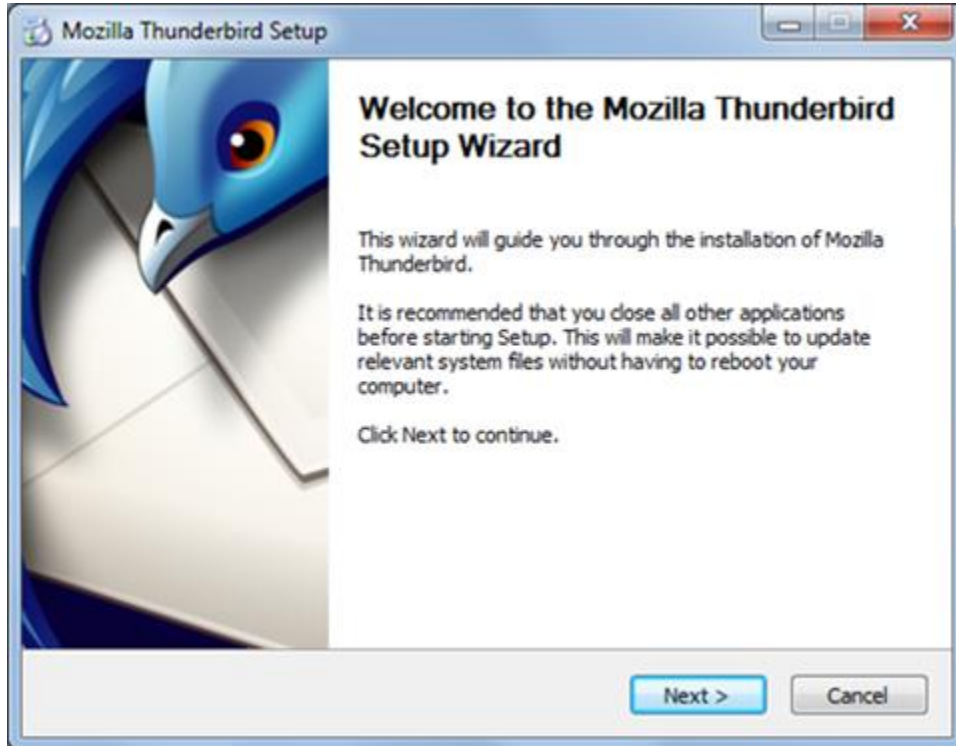 Mozilla Thunderbird Setup
Welcome to the Mozilla Thunderbird
Setup Wizard
This wizard will guide you through the installation of Mozilla
Thunderbird.
It is recommended that you close all other applications
before starting Setup. This will make it possible to update
relevant system files without having to reboot your
computer.
Click Next to continue.
Next >
Cancel